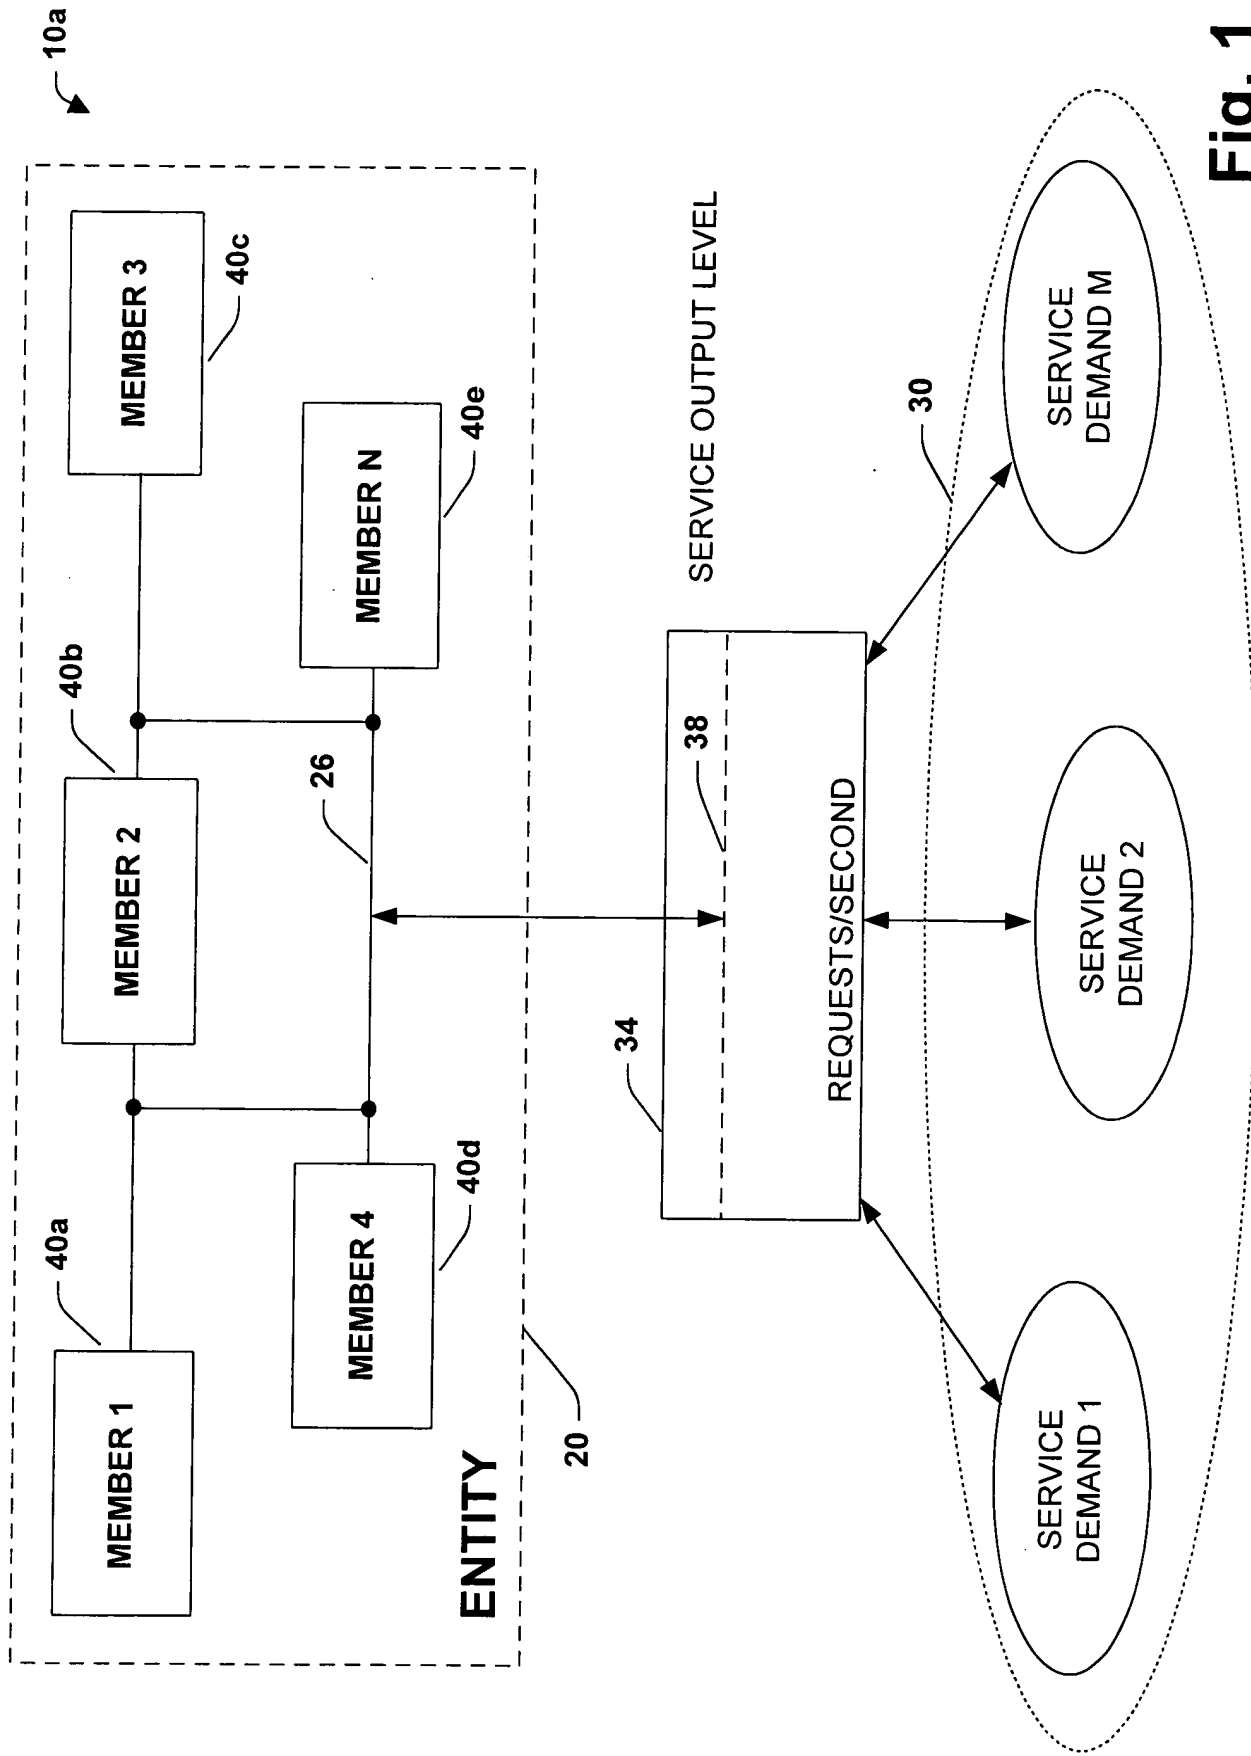 10a
MEMBER 1
40a
MEMBER 2
40b
MEMBER 3
40c
MEMBER 4
40d
26
MEMBER N
40e
ENTITY
20
34
38
SERVICE OUTPUT LEVEL
REQUESTS/SECOND
30
SERVICE
DEMAND 1
SERVICE
DEMAND 2
SERVICE
DEMAND M
Fig. 1